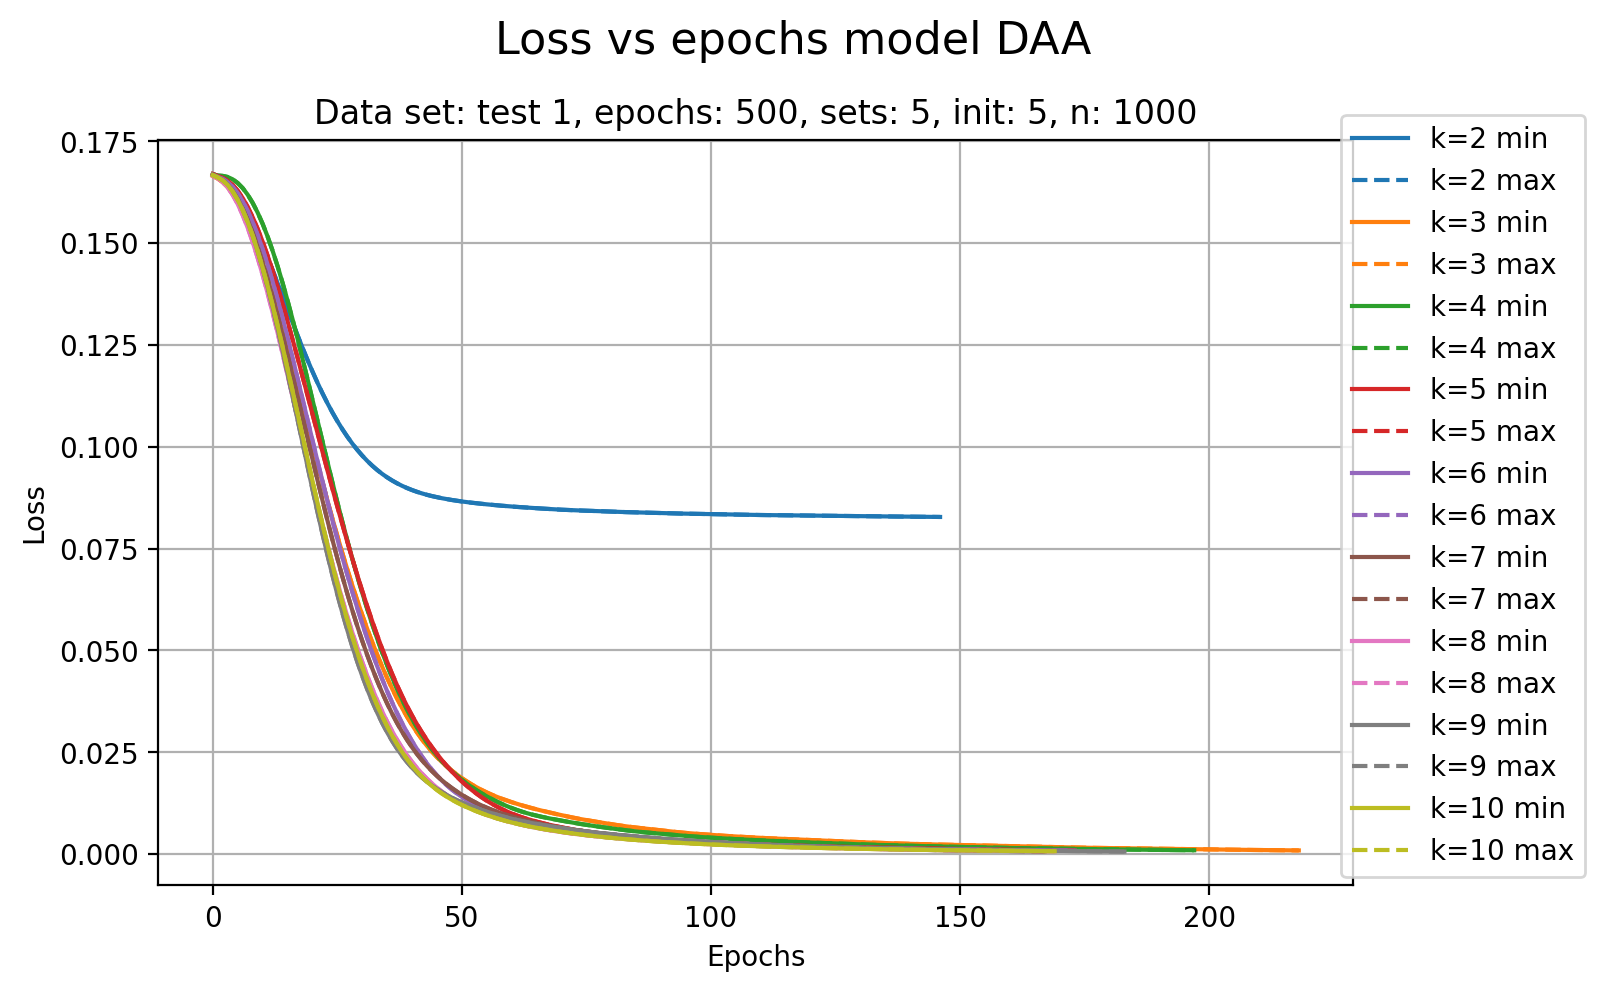 Loss vs epochs model DAA
Data set: test 1, epochs: 500, sets: 5, init: 5, n: 1000
0.175
0.150
0.125
0.100
0.075
0.050
0.025
0.000
Loss
0
50
100
150
200
Epochs
k=2 min
k=2 max
k=3 min
k=3 max
k=4 min
k=4 max
k=5 min
k=5 max
k=6 min
k=6 max
k=7 min
k=7 max
k=8 min
k=8 max
k=9 min
k=9 max
k=10 min
k=10 max